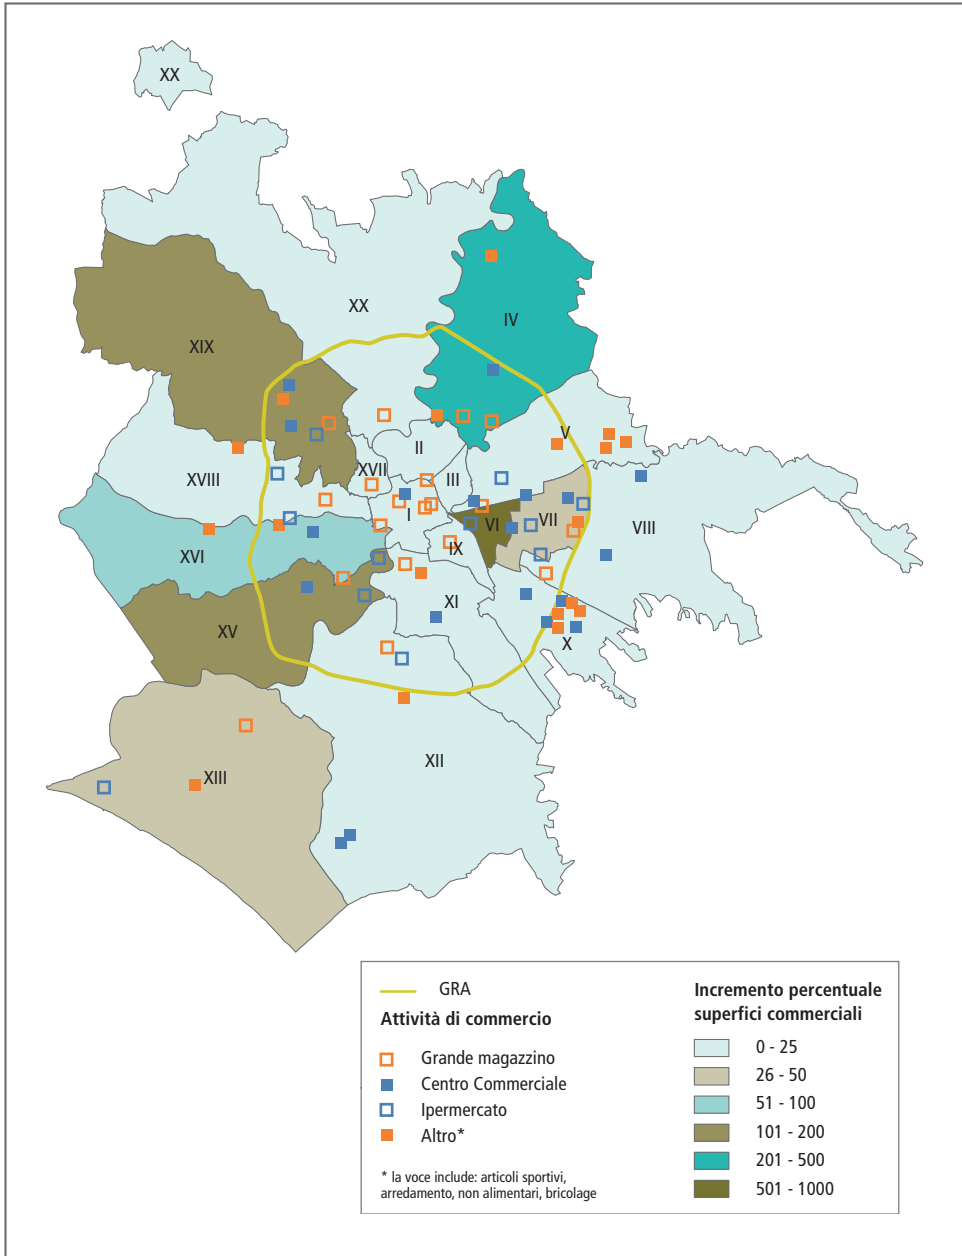 XX
XX
IV
XIX
V
II
XVII
III
XVIII
I
VI
VII
VIII
IX
XVI
XI
XV
X
XII
XIII
GRA
Attività di commercio
Grande magazzino
Centro Commerciale
Ipermercato
Altro*
* la voce include: articoli sportivi,
arredamento, non alimentari, bricolage
Incremento percentuale
superfici commerciali
0 - 25
26 - 50
51 - 100
101 - 200
201 - 500
501 - 1000